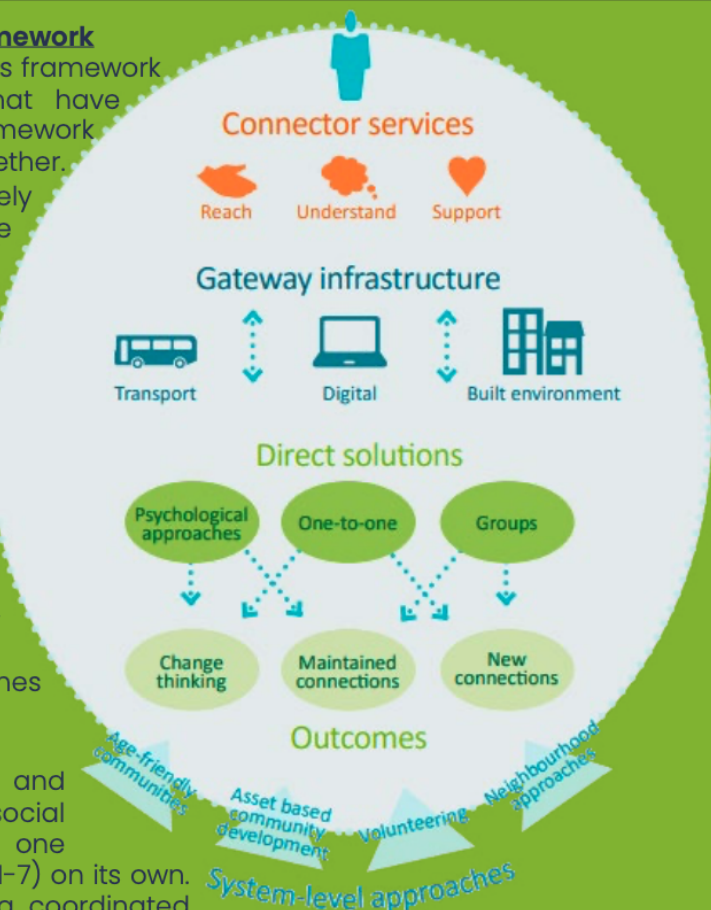 nework
s framework
hat have
mework
ether.
ely
e
Connector services
Reach Understand Support
Gateway infrastructure
Transport Digital Built environment
Direct solutions
Psychological
approaches
One-to-one
Groups
Change
thinking
Maintained
connections
New
connections
Outcomes
nes
and
social
one
1-7) on its own.
a coordinated
Age-friendly
communities
Asset based
community
development
Volunteering
Neighbourhood
approaches
System-level approaches